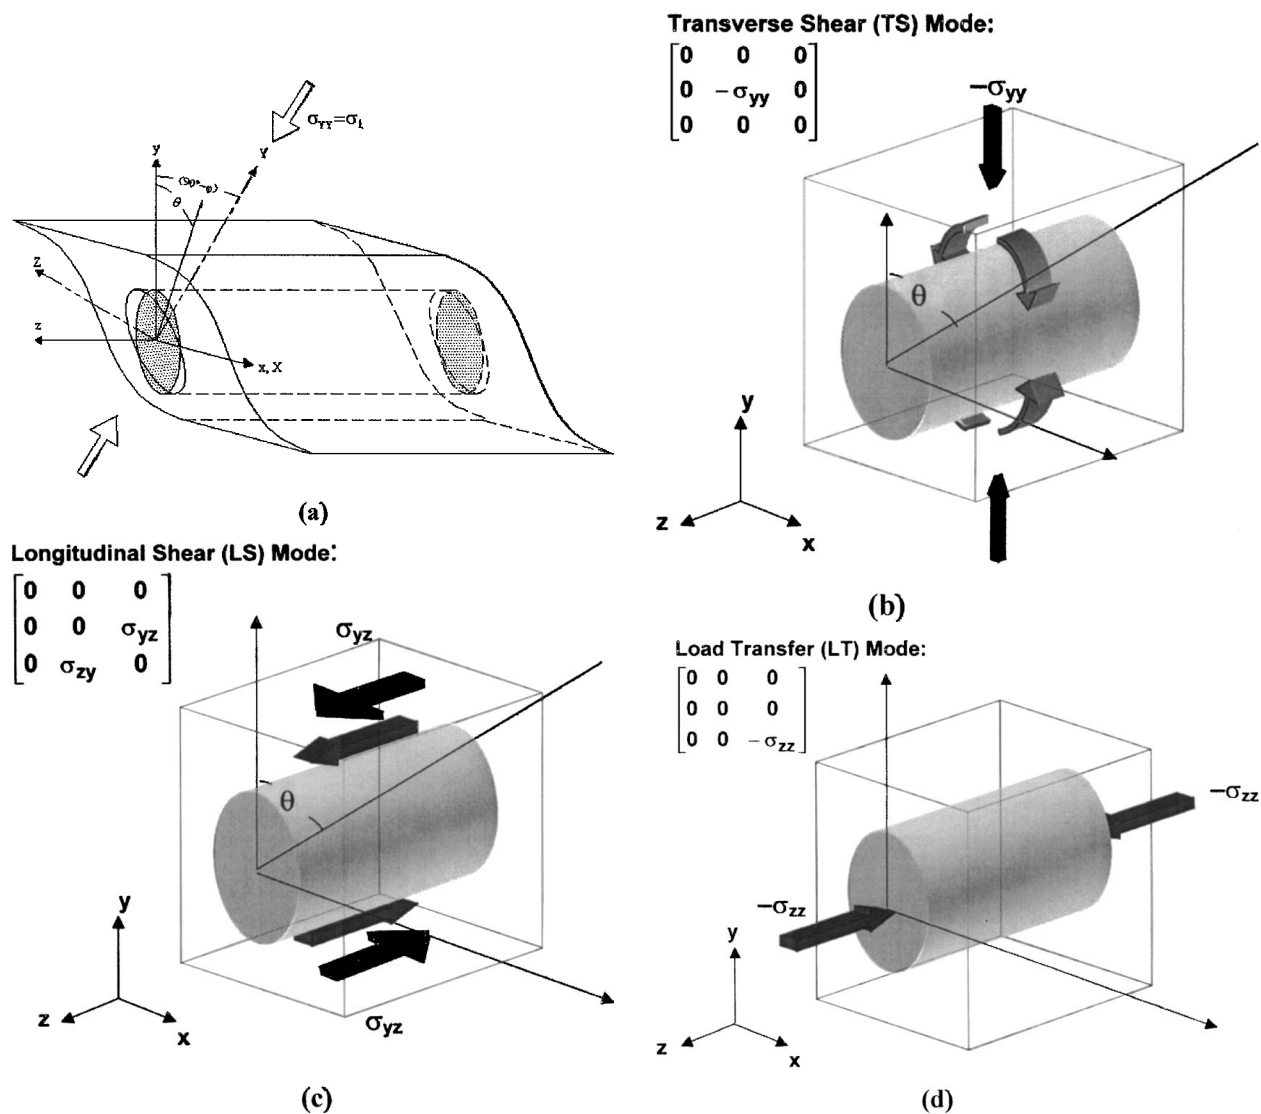 σYY=σ1
y
Y
(90°-φ)
θ
Z
z
x, X
(a)
Transverse Shear (TS) Mode:
0 0 0
0 −σyy 0
0 0 0
−σyy
θ
y
z
x
(b)
Longitudinal Shear (LS) Mode:
0 0 0
0 0 σyz
0 σzy 0
σyz
θ
y
z
x
σyz
(c)
Load Transfer (LT) Mode:
0 0 0
0 0 0
0 0 −σzz
−σzz
−σzz
y
z
x
(d)